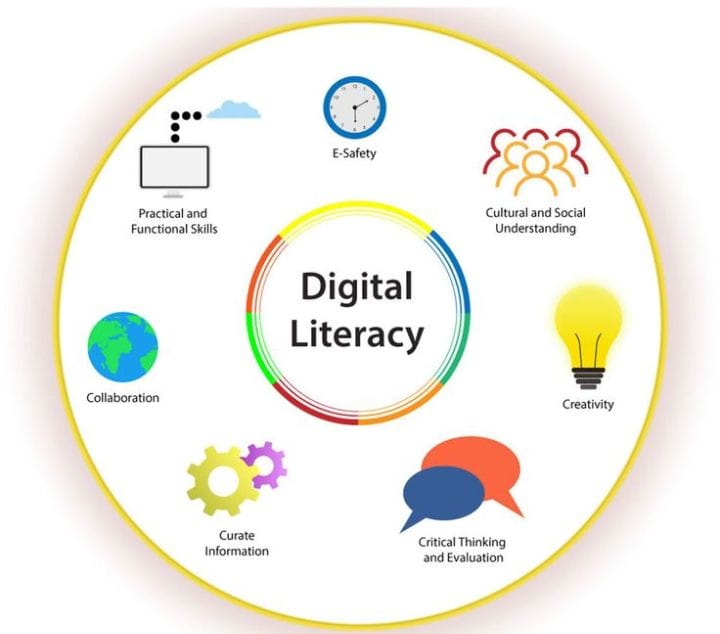 E-Safety
Cultural and Social
Understanding
Creativity
Critical Thinking
and Evaluation
Curate
Information
Collaboration
Practical and
Functional Skills
Digital
Literacy